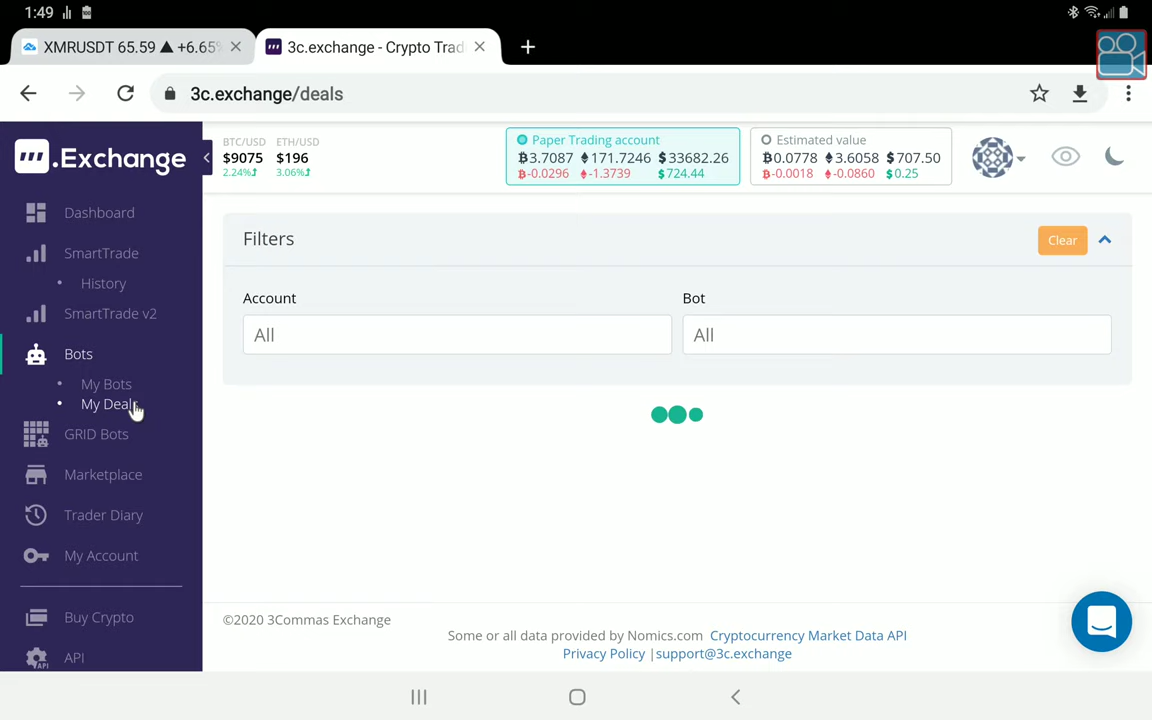 1:49
XMRUSDT 65.59 ▲ +6.65%
3c.exchange - Crypto Trad
3c.exchange/deals
.Exchange
BTC/USD ETH/USD
$9075 $196
2.24% 3.06%
Paper Trading account
3.7087 171.7246 $33682.26
-0.0296 -1.3739 $724.44
Estimated value
0.0778 3.6058 $707.50
-0.0018 -0.0860 $0.25
Dashboard
SmartTrade
• History
SmartTrade v2
Bots
• My Bots
• My Deals
GRID Bots
Marketplace
Trader Diary
My Account
Buy Crypto
API
Filters
Clear
Account
All
Bot
All
©2020 3Commas Exchange
Some or all data provided by Nomics.com Cryptocurrency Market Data API
Privacy Policy |support@3c.exchange